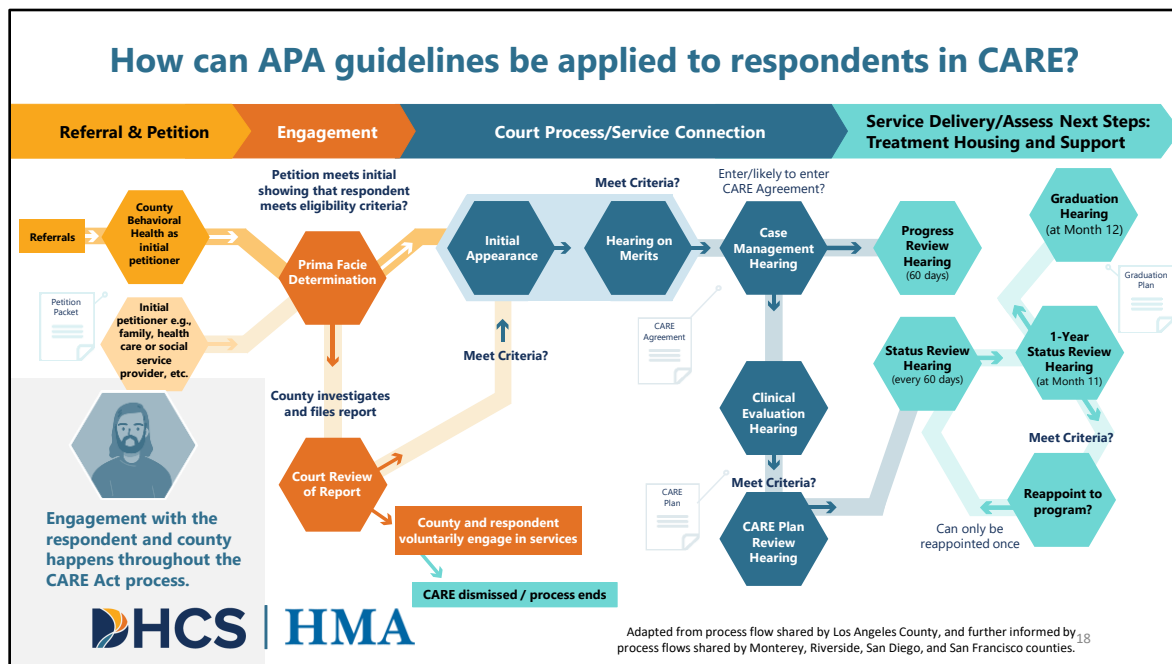 How can APA guidelines be applied to respondents in CARE?
Referral & Petition
Engagement
Court Process/Service Connection
Service Delivery/Assess Next Steps:
Treatment Housing and Support
Referrals
County
Behavioral
Health as
initial
petitioner
Petition
Packet
Initial
petitioner e.g.,
family, health
care or social
service
provider, etc.
Petition meets initial
showing that respondent
meets eligibility criteria?
Prima Facie
Determination
County investigates
and files report
Court Review
of Report
County and respondent
voluntarily engage in services
CARE dismissed / process ends
Initial
Appearance
Meet Criteria?
Meet Criteria?
Hearing on
Merits
Enter/likely to enter
CARE Agreement?
Case
Management
Hearing
CARE
Agreement
Clinical
Evaluation
Hearing
Meet Criteria?
CARE
Plan
CARE Plan
Review
Hearing
Progress
Review
Hearing
(60 days)
Status Review
Hearing
(every 60 days)
1-Year
Status Review
Hearing
(at Month 11)
Graduation
Hearing
(at Month 12)
Graduation
Plan
Meet Criteria?
Reappoint to
program?
Can only be
reappointed once
Engagement with the
respondent and county
happens throughout the
CARE Act process.
DHCS | HMA
Adapted from process flow shared by Los Angeles County, and further informed by
process flows shared by Monterey, Riverside, San Diego, and San Francisco counties.
18